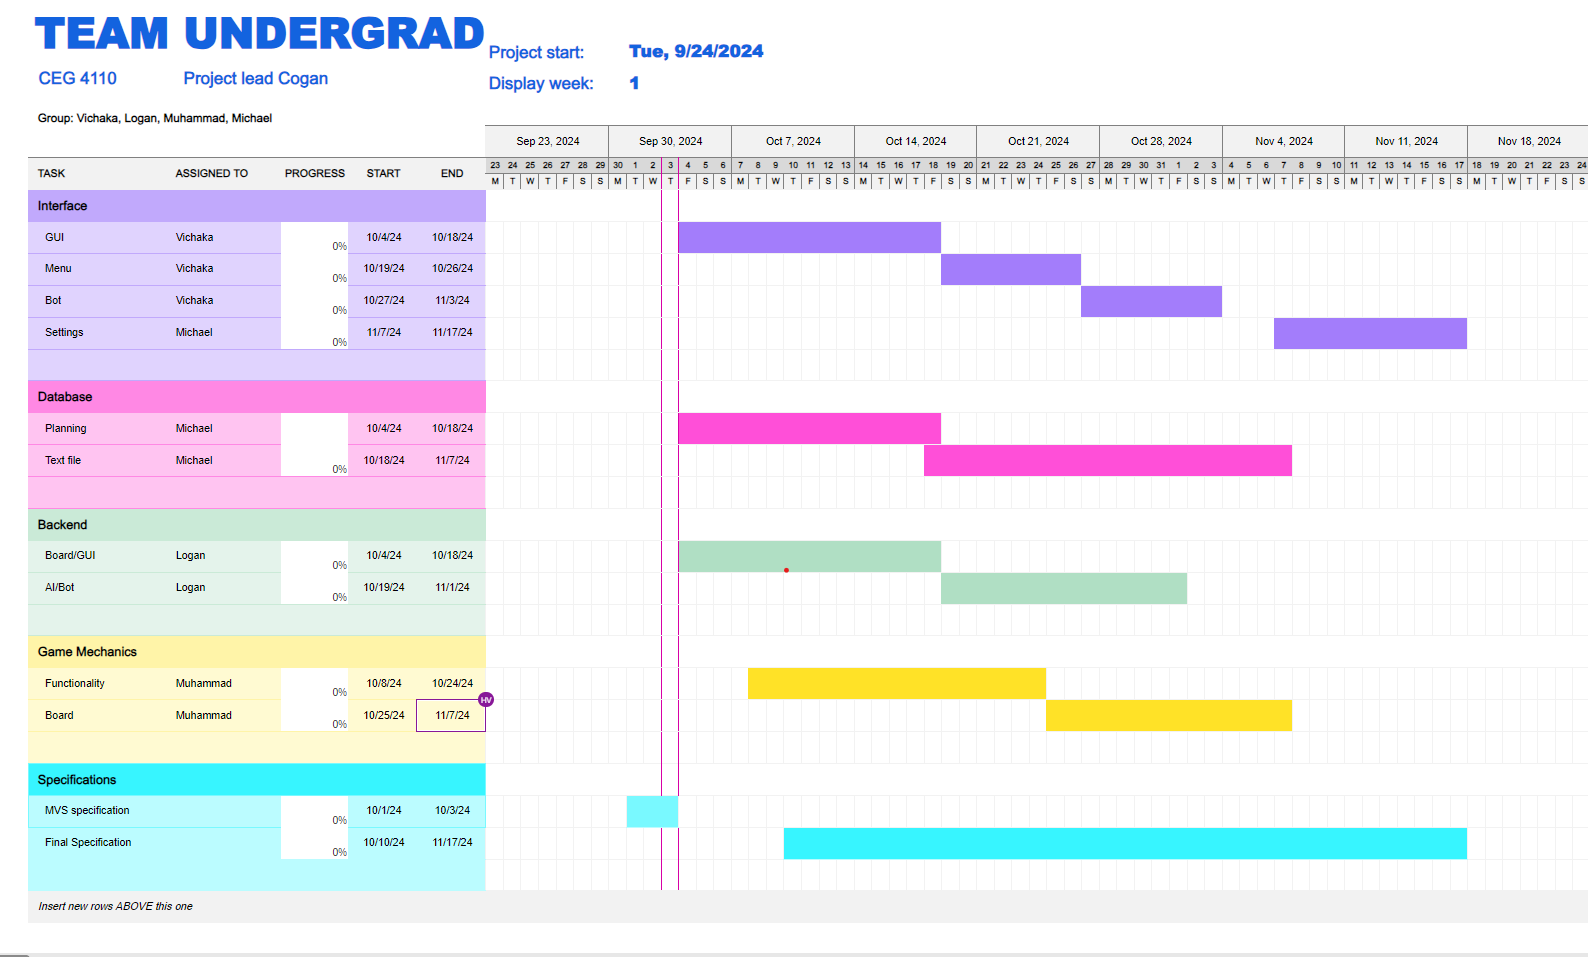 TEAM UNDERGRAD
Project start: Tue, 9/24/2024
CEG 4110 Project lead Cogan
Display week: 1
Group: Vichaka, Logan, Muhammad, Michael
Sep 23, 2024 Sep 30, 2024 Oct 7, 2024 Oct 14, 2024 Oct 21, 2024 Oct 28, 2024 Nov 4, 2024 Nov 11, 2024 Nov 18, 2024
23 24 25 26 27 28 29 30 1 2 3 4 5 6 7 8 9 10 11 12 13 14 15 16 17 18 19 20 21 22 23 24 25 26 27 28 29 30 31 1 2 3 4 5 6 7 8 9 10 11 12 13 14 15 16 17 18 19 20 21 22 23 24
TASK ASSIGNED TO PROGRESS START END
M T W T F S S M T W T F S S M T W T F S S M T W T F S S M T W T F S S M T W T F S S M T W T F S S M T W T F S S M T W T F S S
Interface
GUI Vichaka 0% 10/4/24 10/18/24
Menu Vichaka 0% 10/19/24 10/26/24
Bot Vichaka 0% 10/27/24 11/3/24
Settings Michael 0% 11/7/24 11/17/24
Database
Planning Michael 10/4/24 10/18/24
Text file Michael 0% 10/18/24 11/7/24
Backend
Board/GUI Logan 0% 10/4/24 10/18/24
AI/Bot Logan 0% 10/19/24 11/1/24
Game Mechanics
Functionality Muhammad 0% 10/8/24 10/24/24
HV
Board Muhammad 0% 10/25/24 11/7/24
Specifications
MVS specification 0% 10/1/24 10/3/24
Final Specification 0% 10/10/24 11/17/24
Insert new rows ABOVE this one